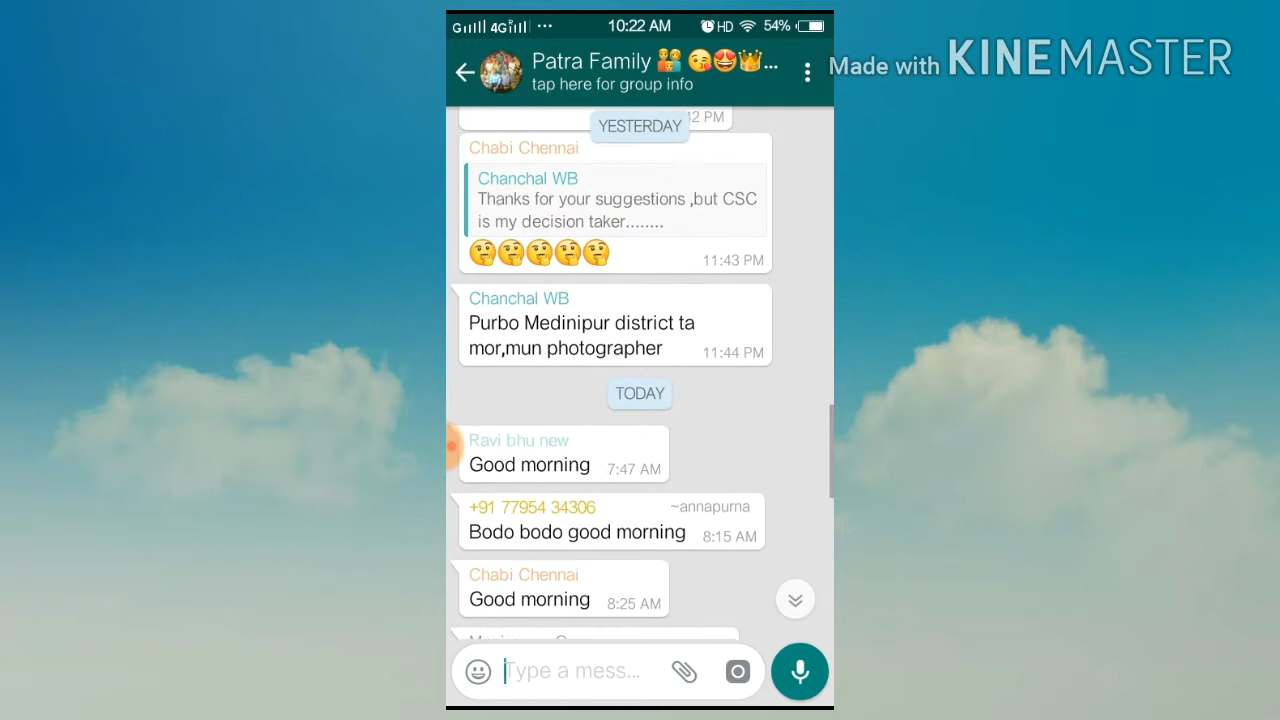 4G
10:22 AM
HD
54%
Patra Family
tap here for group info
Made with KINEMASTER
YESTERDAY
Chabi Chennai
Chanchal WB
Thanks for your suggestions ,but CSC
is my decision taker........
11:43 PM
Chanchal WB
Purbo Medinipur district ta
mor,mun photographer
11:44 PM
TODAY
Ravi bhu new
Good morning
7:47 AM
+91 77954 34306 ~annapurna
Bodo bodo good morning
8:15 AM
Chabi Chennai
Good morning
8:25 AM
Type a mess...